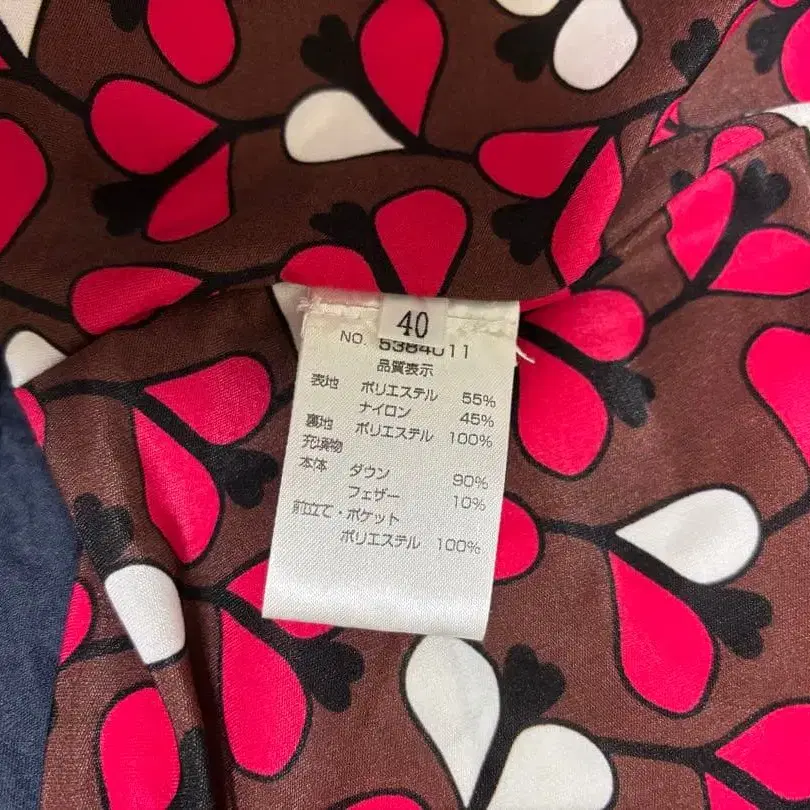 40
NO. 5384011
品質表示
表地 ポリエステル 55%
ナイロン 45%
裏地 ポリエステル 100%
充填物
本体 ダウン 90%
フェザー 10%
前立て・ポケット
ポリエステル 100%